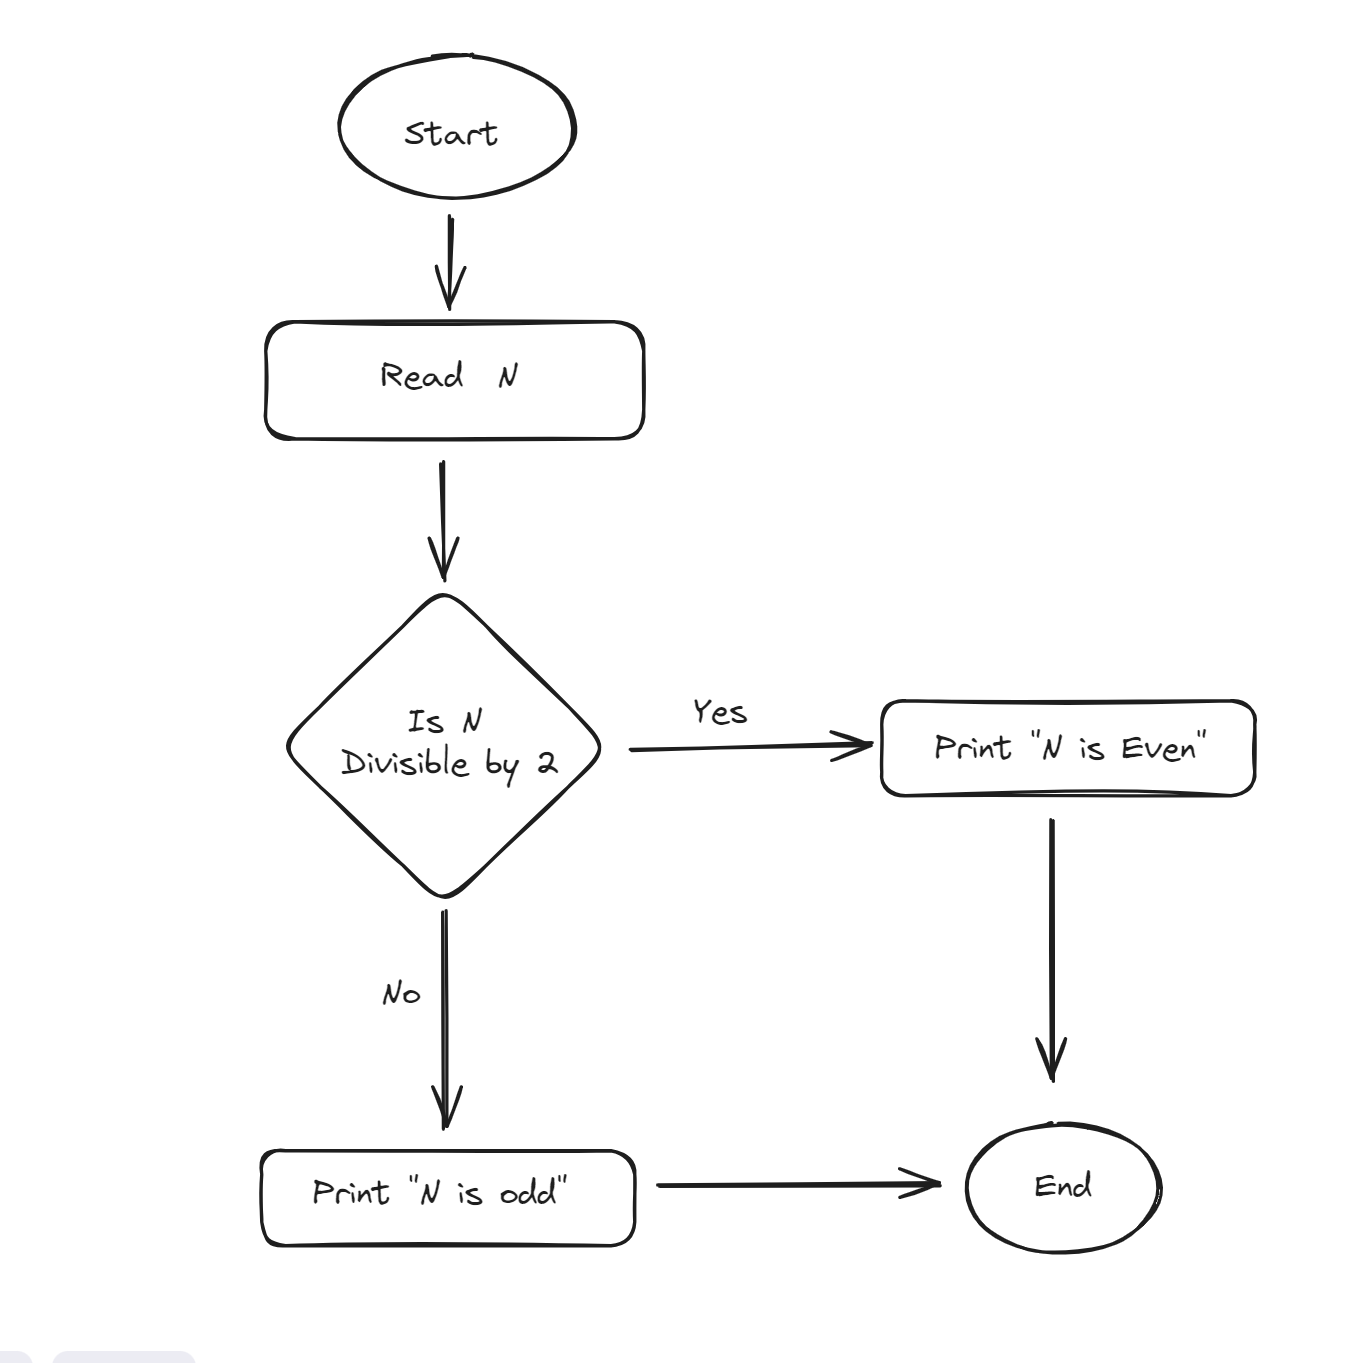 Start
Read N
Is N
Divisible by 2
Yes
Print "N is Even"
No
Print "N is odd"
End